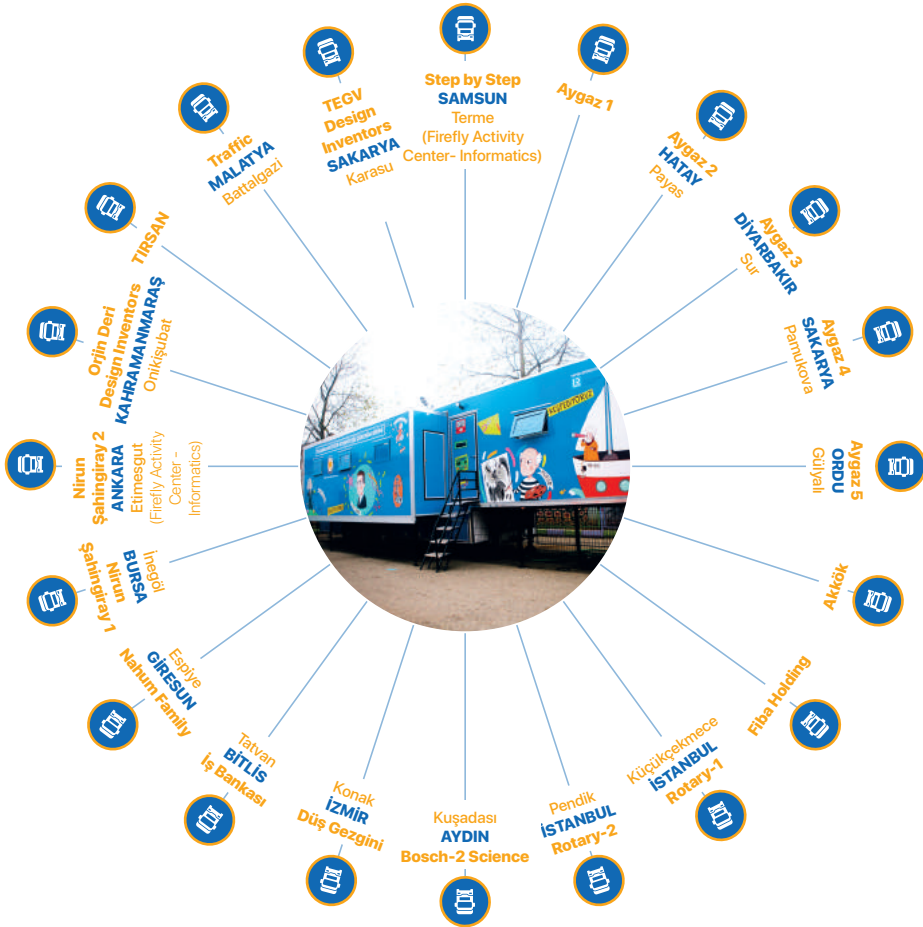 Step by Step
SAMSUN
Terme
(Firefly Activity
Center- Informatics)
Aygaz 1
Aygaz 2
HATAY
Payas
Aygaz 3
DİYARBAKIR
Sur
Aygaz 4
SAKARYA
Pamukova
Aygaz 5
ORDU
Gülyalı
Akkök
Fiba Holding
Küçükçekmece
İSTANBUL
Rotary-1
Pendik
İSTANBUL
Rotary-2
Kuşadası
AYDIN
Bosch-2 Science
Konak
İZMİR
Düş Gezgini
Tatvan
BİTLİS
İş Bankası
Espiye
GİRESUN
Nahum Family
İnegöl
BURSA
Nirun
Şahingiray 1
Nirun
Şahingiray 2
ANKARA
Etimesgut
(Firefly Activity
Center -
Informatics)
Orjin Deri
Design Inventors
KAHRAMANMARAŞ
Onikişubat
TIRSAN
Traffic
MALATYA
Battalgazi
TEGV
Design
Inventors
SAKARYA
Karasu